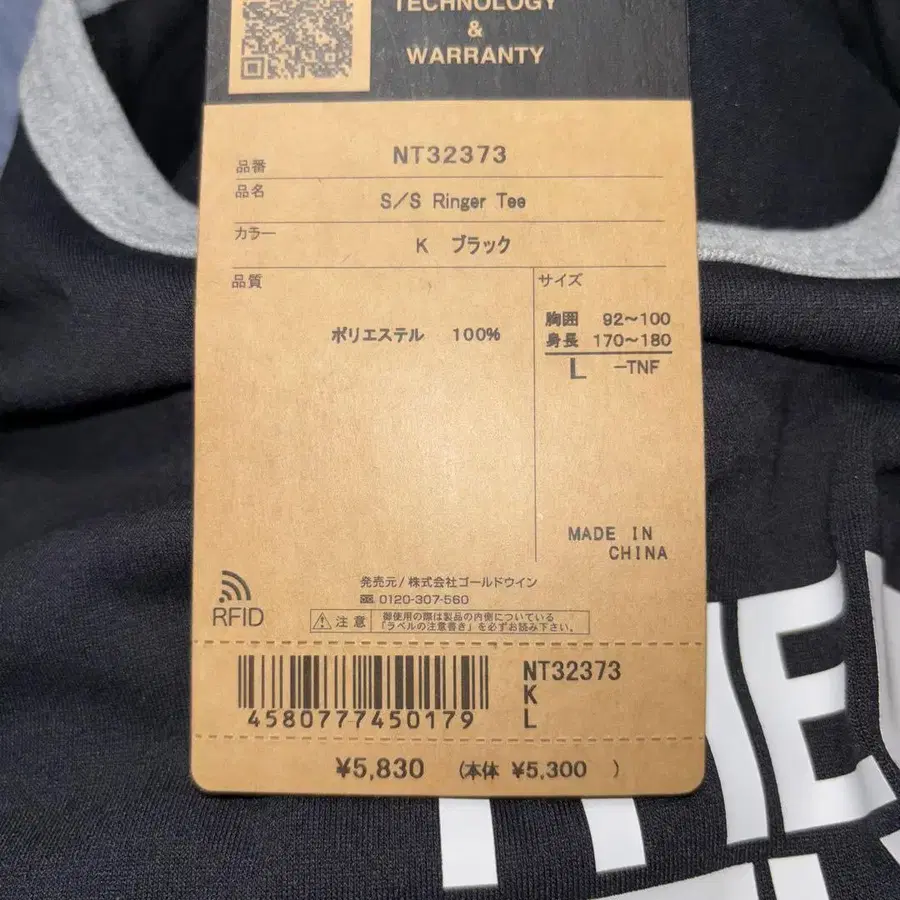 TECHNOLOGY
&
WARRANTY
品番 NT32373
品名 S/S Ringer Tee
カラー K ブラック
品質
ポリエステル 100%
サイズ
胸囲 92~100
身長 170~180
L -TNF
MADE IN
CHINA
RFID
発売元/株式会社ゴールドウイン
0120-307-560
注意
御使用の際は製品の内側についている
「ラベルの注意書き」を必ずお読み下さい。
4580777450179
NT32373
K
L
¥5,830 (本体 ¥5,300 )
THE